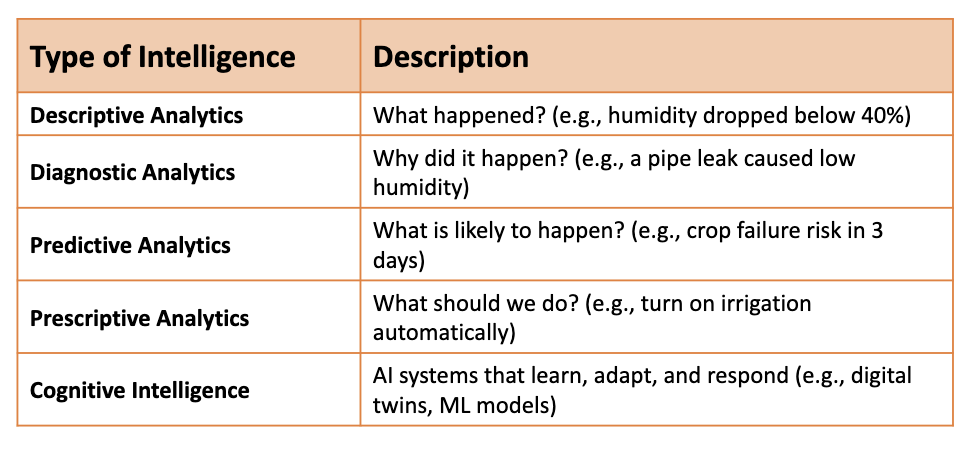 Type of Intelligence
Description
Descriptive Analytics
What happened? (e.g., humidity dropped below 40%)
Diagnostic Analytics
Why did it happen? (e.g., a pipe leak caused low
humidity)
Predictive Analytics
What is likely to happen? (e.g., crop failure risk in 3
days)
Prescriptive Analytics
What should we do? (e.g., turn on irrigation
automatically)
Cognitive Intelligence
AI systems that learn, adapt, and respond (e.g., digital
twins, ML models)